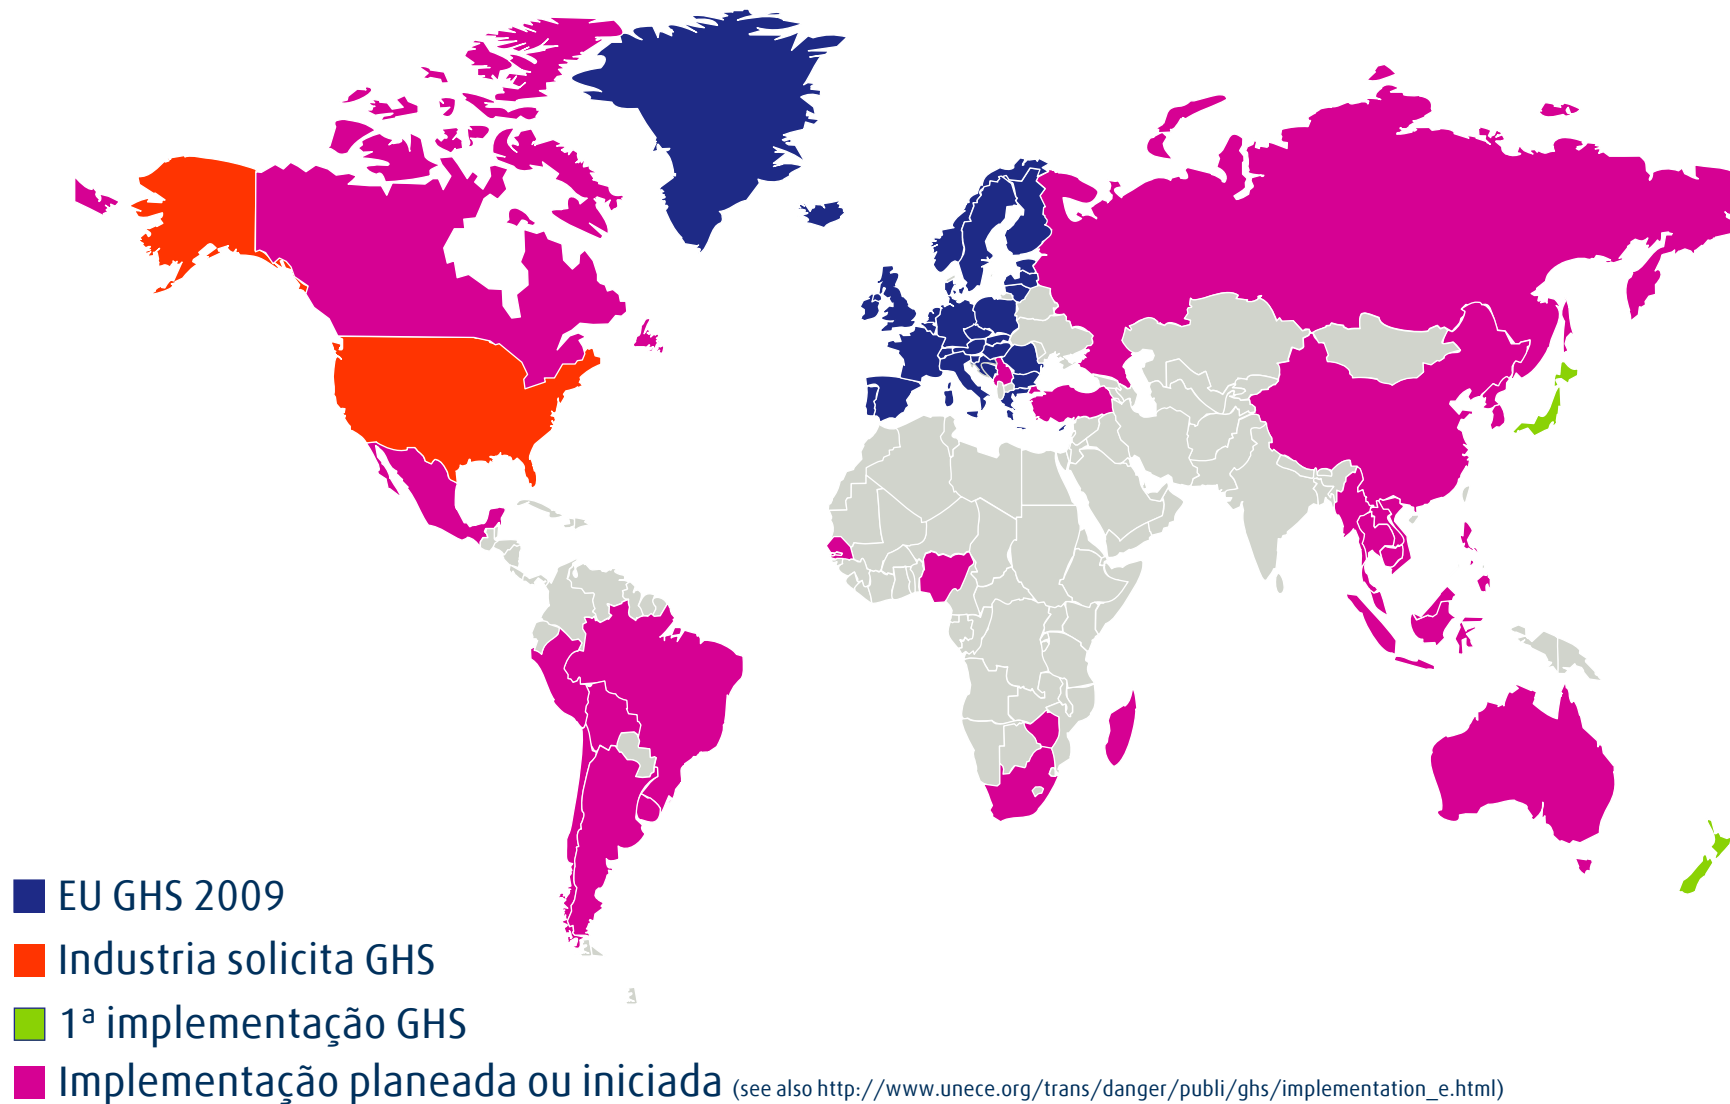 EU GHS 2009
Industria solicita GHS
1ª implementação GHS
Implementação planeada ou iniciada (see also http://www.unece.org/trans/danger/publi/ghs/implementation_e.html)